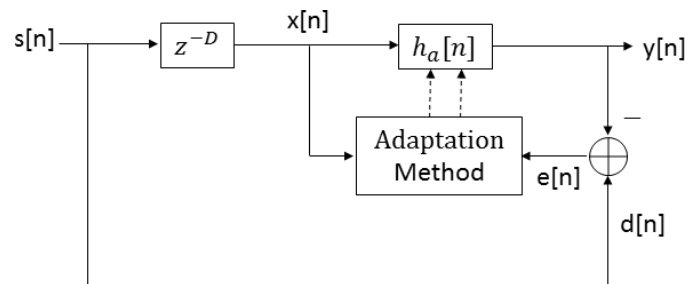 s[n]
z^{-D}
x[n]
h_a[n]
y[n]
Adaptation
Method
e[n]
−
d[n]